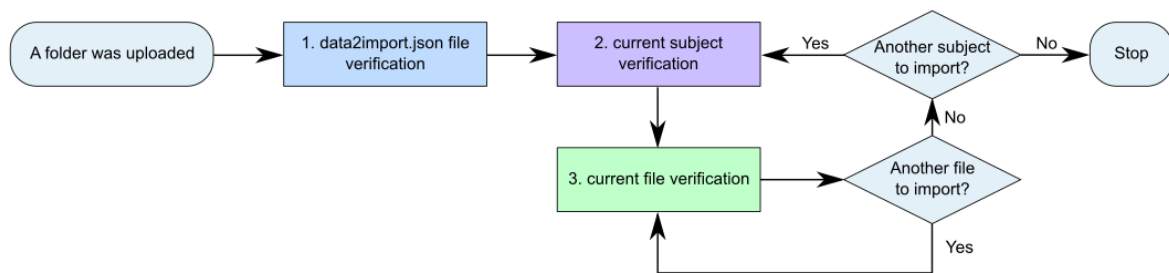 A folder was uploaded
1. data2import.json file
verification
2. current subject
verification
Yes
Another subject
to import?
No
Stop
No
3. current file verification
Another file
to import?
Yes